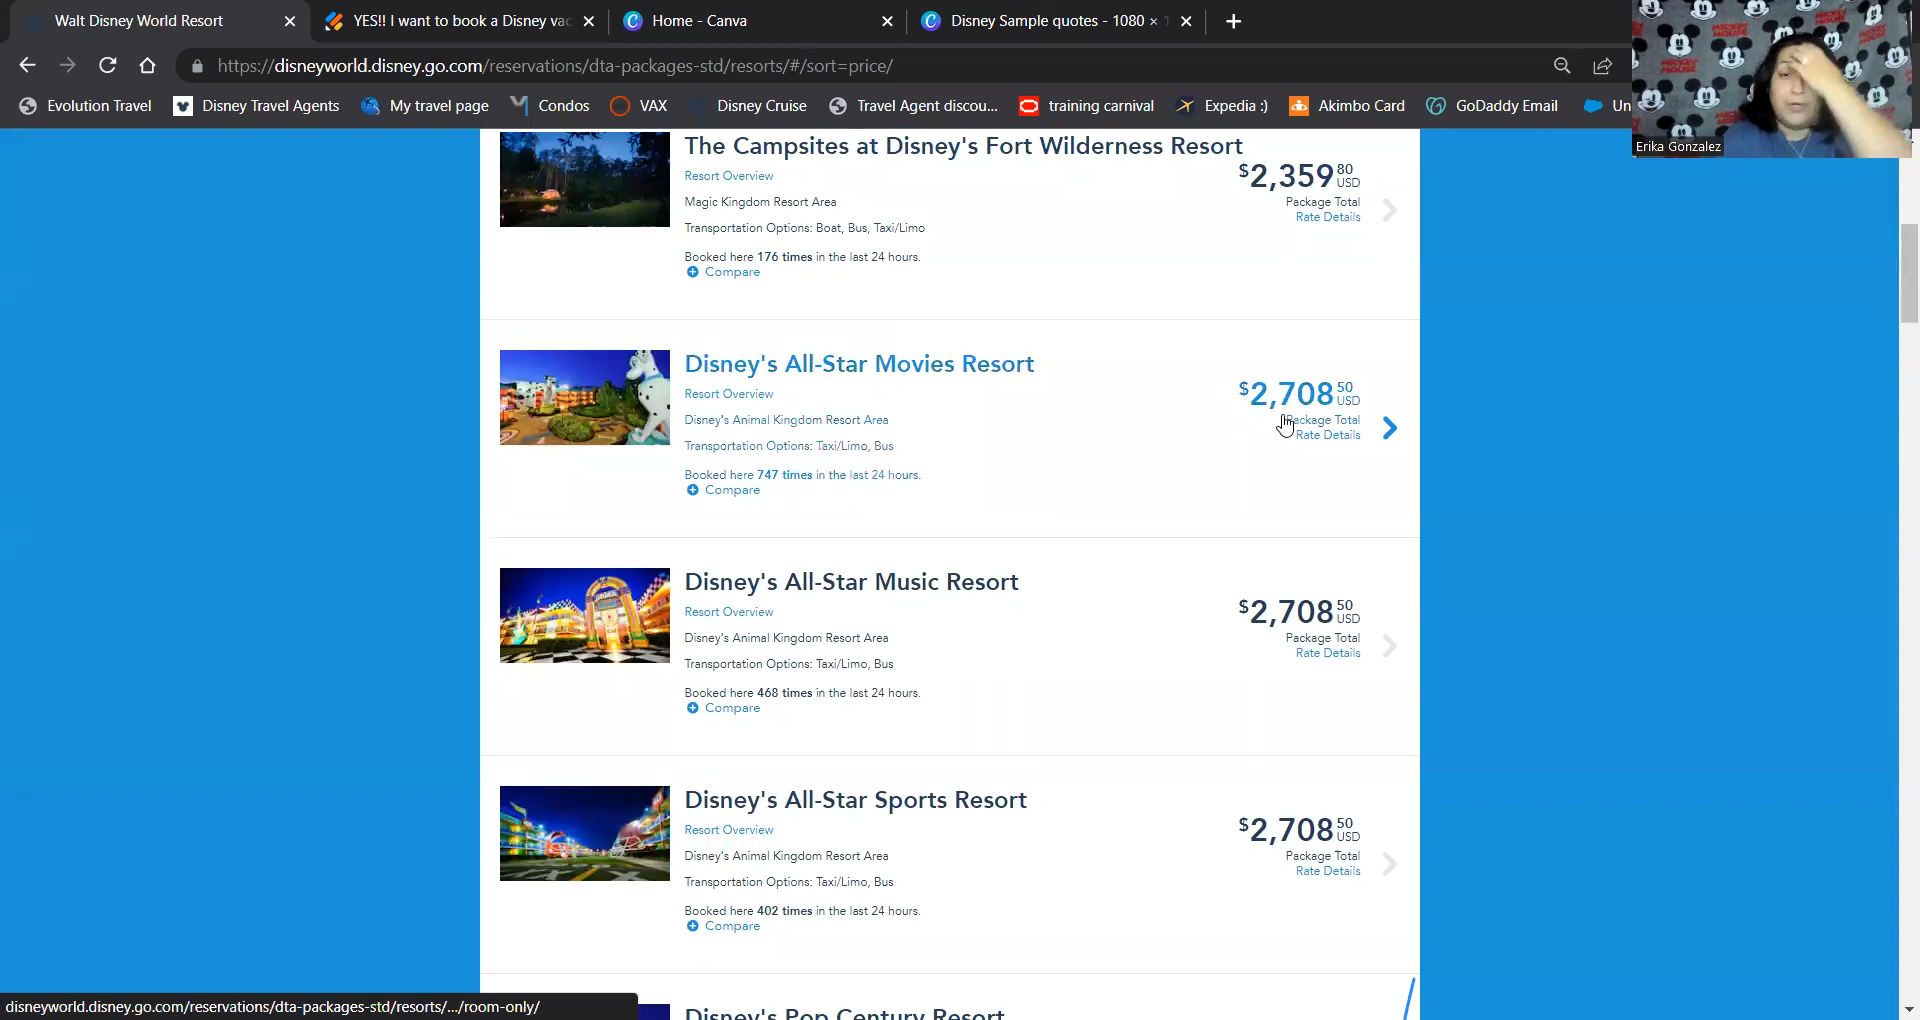 Walt Disney World Resort
YES!! I want to book a Disney vac
Home - Canva
Disney Sample quotes - 1080 ×
https://disneyworld.disney.go.com/reservations/dta-packages-std/resorts/#/sort=price/
Evolution Travel
Disney Travel Agents
My travel page
Condos
VAX
Disney Cruise
Travel Agent discou...
training carnival
Expedia :)
Akimbo Card
GoDaddy Email
Un
Erika Gonzalez
The Campsites at Disney's Fort Wilderness Resort
Resort Overview
Magic Kingdom Resort Area
Transportation Options: Boat, Bus, Taxi/Limo
Booked here 176 times in the last 24 hours.
Compare
$2,359 80 USD
Package Total
Rate Details
Disney's All-Star Movies Resort
Resort Overview
Disney's Animal Kingdom Resort Area
Transportation Options: Taxi/Limo, Bus
Booked here 747 times in the last 24 hours.
Compare
$2,708 50 USD
Package Total
Rate Details
Disney's All-Star Music Resort
Resort Overview
Disney's Animal Kingdom Resort Area
Transportation Options: Taxi/Limo, Bus
Booked here 468 times in the last 24 hours.
Compare
$2,708 50 USD
Package Total
Rate Details
Disney's All-Star Sports Resort
Resort Overview
Disney's Animal Kingdom Resort Area
Transportation Options: Taxi/Limo, Bus
Booked here 402 times in the last 24 hours.
Compare
$2,708 50 USD
Package Total
Rate Details
Disney's Pop Century Resort
disneyworld.disney.go.com/reservations/dta-packages-std/resorts/.../room-only/